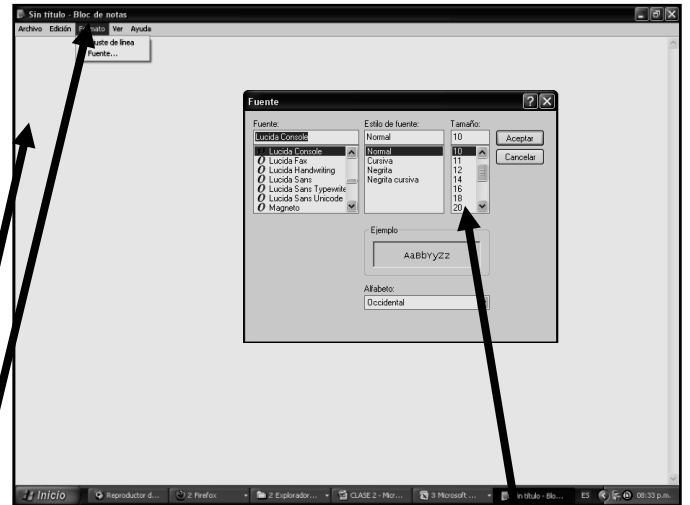 Sin título - Bloc de notas
Archivo Edición Formato Ver Ayuda
Ajuste de línea
Fuente...
Fuente
Fuente: Estilo de fuente: Tamaño:
Lucida Console Normal 10 Aceptar
Lucida Console Normal 10 Cancelar
Lucida Fax Cursiva 11
Lucida Handwriting Negrita 12
Lucida Sans Negrita cursiva 14
Lucida Sans Typewrite 16
Lucida Sans Unicode 18
Magneto 20
Ejemplo
AaBbYyZz
Alfabeto:
Occidental
Inicio Reproductor d... 2 Firefox 2 Explorador... CLASE 2 - Micr... 3 Microsoft ... in título - Blo... ES 08:33 p.m.